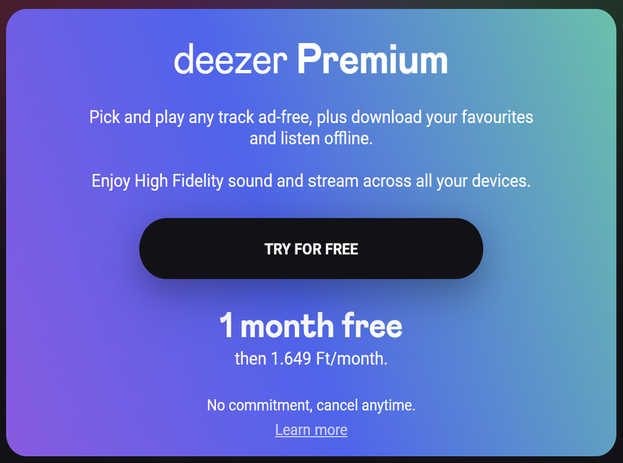 deezer Premium
Pick and play any track ad-free, plus download your favourites
and listen offline.
Enjoy High Fidelity sound and stream across all your devices.
TRY FOR FREE
1 month free
then 1.649 Ft/month.
No commitment, cancel anytime.
Learn more